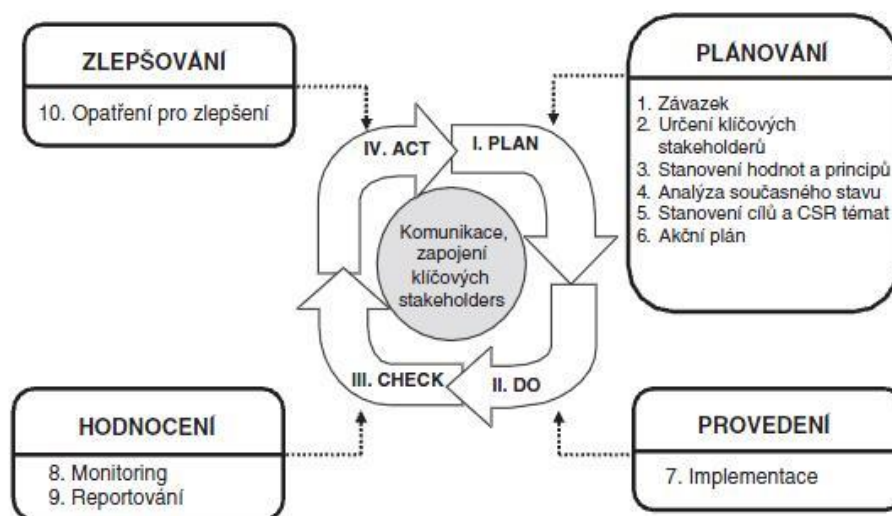 ZLEPŠOVÁNÍ
10. Opatření pro zlepšení
PLÁNOVÁNÍ
1. Závazek
2. Určení klíčových
stakeholderů
3. Stanovení hodnot a principů
4. Analýza současného stavu
5. Stanovení cílů a CSR témat
6. Akční plán
IV. ACT
I. PLAN
Komunikace,
zapojení
klíčových
stakeholders
III. CHECK
II. DO
HODNOCENÍ
8. Monitoring
9. Reportování
PROVEDENÍ
7. Implementace